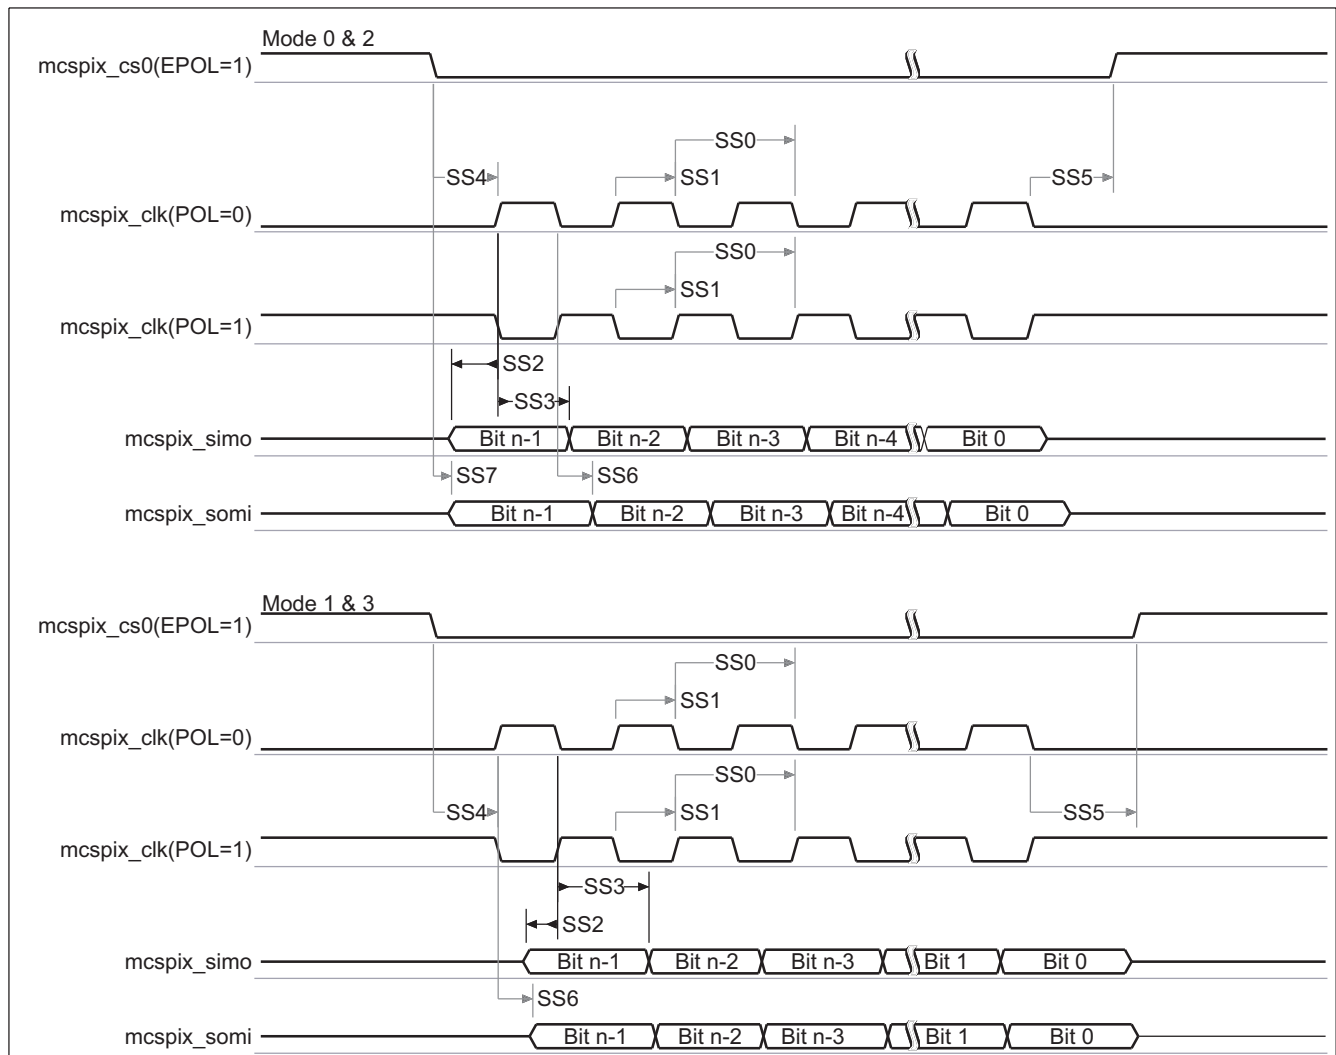 Mode 0 & 2
mcspix_cs0(EPOL=1)
SS0
SS4
SS1
SS5
mcspix_clk(POL=0)
SS0
SS1
mcspix_clk(POL=1)
SS2
SS3
mcspix_simo
Bit n-1 Bit n-2 Bit n-3 Bit n-4 Bit 0
SS7 SS6
mcspix_somi
Bit n-1 Bit n-2 Bit n-3 Bit n-4 Bit 0
Mode 1 & 3
mcspix_cs0(EPOL=1)
SS0
SS1
mcspix_clk(POL=0)
SS0
SS4
SS1
SS5
mcspix_clk(POL=1)
SS3
SS2
mcspix_simo
Bit n-1 Bit n-2 Bit n-3 Bit 1 Bit 0
SS6
mcspix_somi
Bit n-1 Bit n-2 Bit n-3 Bit 1 Bit 0